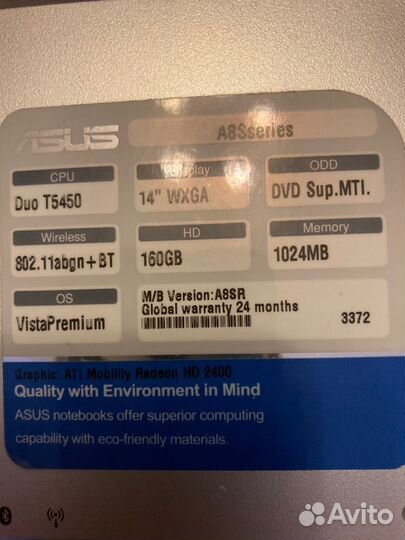 ASUS
A8Sseries
CPU
Duo T5450
Display
14" WXGA
ODD
DVD Sup.MTI.
Wireless
802.11abgn+BT
HD
160GB
Memory
1024MB
OS
VistaPremium
M/B Version:A8SR
Global warranty 24 months
3372
Graphic: ATI Mobility Radeon HD 2400
Quality with Environment in Mind
ASUS notebooks offer superior computing
capability with eco-friendly materials.
Avito